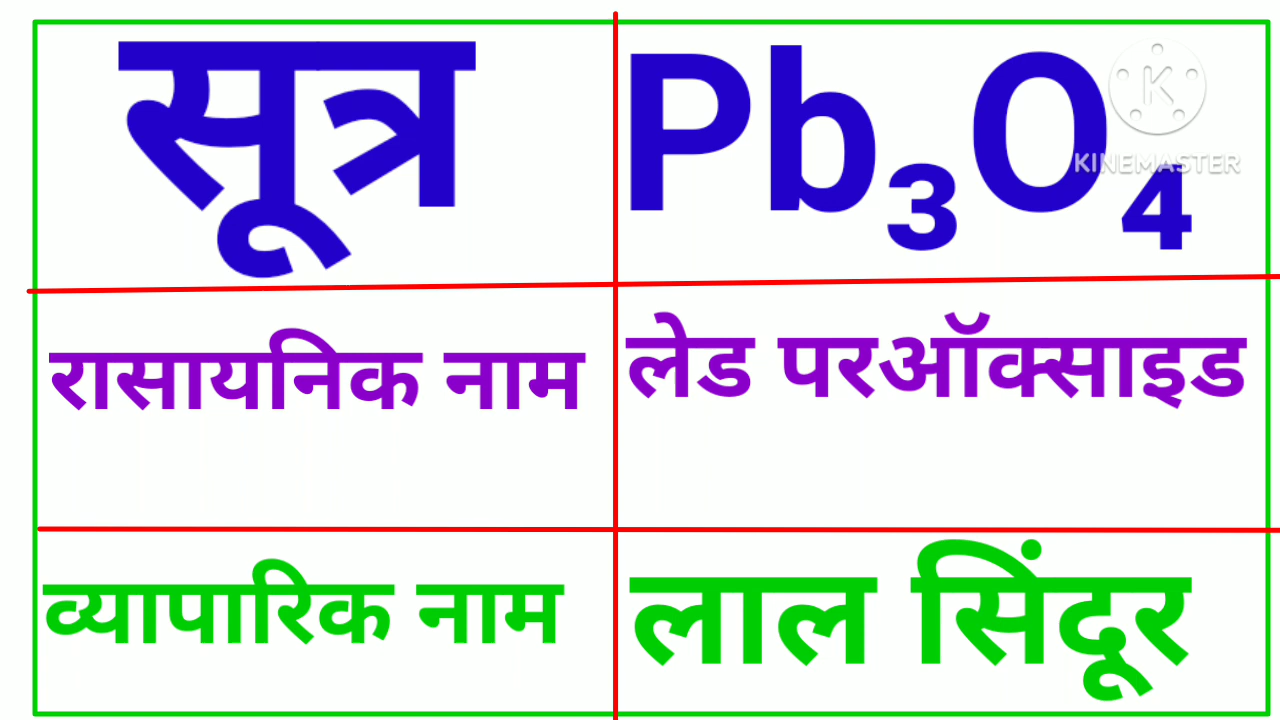 सूत्र Pb₃O₄
KINEMASTER
रासायनिक नाम लेड परऑक्साइड
व्यापारिक नाम लाल सिंदूर